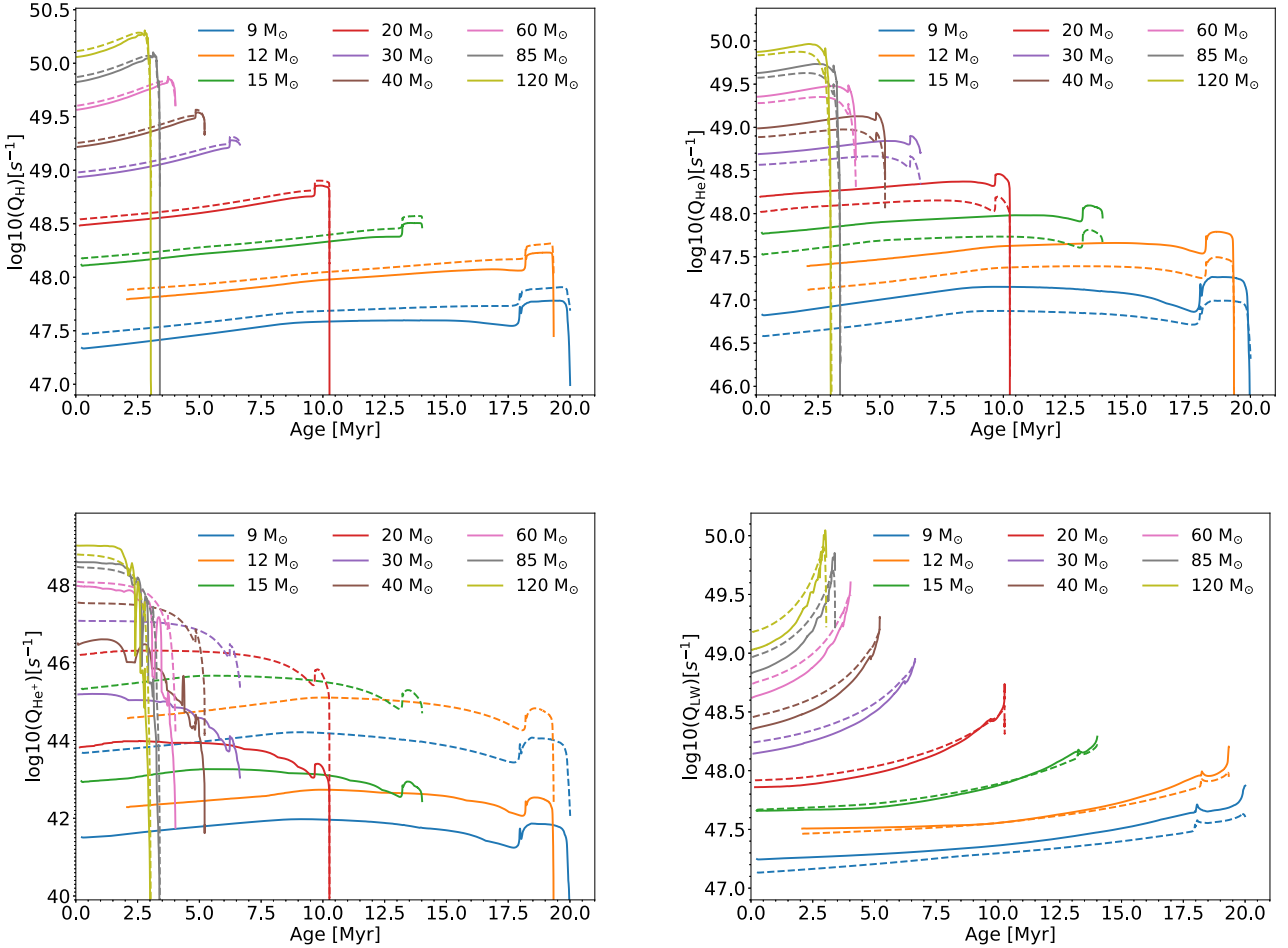 50.5
50.0
49.5
49.0
48.5
48.0
47.5
47.0
log10(Q_H)[s⁻¹]
9 M⊙ 20 M⊙ 60 M⊙
12 M⊙ 30 M⊙ 85 M⊙
15 M⊙ 40 M⊙ 120 M⊙
0.0 2.5 5.0 7.5 10.0 12.5 15.0 17.5 20.0
Age [Myr]
50.0
49.5
49.0
48.5
48.0
47.5
47.0
46.5
46.0
log10(Q_He)[s⁻¹]
9 M⊙ 20 M⊙ 60 M⊙
12 M⊙ 30 M⊙ 85 M⊙
15 M⊙ 40 M⊙ 120 M⊙
0.0 2.5 5.0 7.5 10.0 12.5 15.0 17.5 20.0
Age [Myr]
48
46
44
42
40
log10(Q_He⁺)[s⁻¹]
9 M⊙ 20 M⊙ 60 M⊙
12 M⊙ 30 M⊙ 85 M⊙
15 M⊙ 40 M⊙ 120 M⊙
0.0 2.5 5.0 7.5 10.0 12.5 15.0 17.5 20.0
Age [Myr]
50.0
49.5
49.0
48.5
48.0
47.5
47.0
log10(Q_LW)[s⁻¹]
9 M⊙ 20 M⊙ 60 M⊙
12 M⊙ 30 M⊙ 85 M⊙
15 M⊙ 40 M⊙ 120 M⊙
0.0 2.5 5.0 7.5 10.0 12.5 15.0 17.5 20.0
Age [Myr]